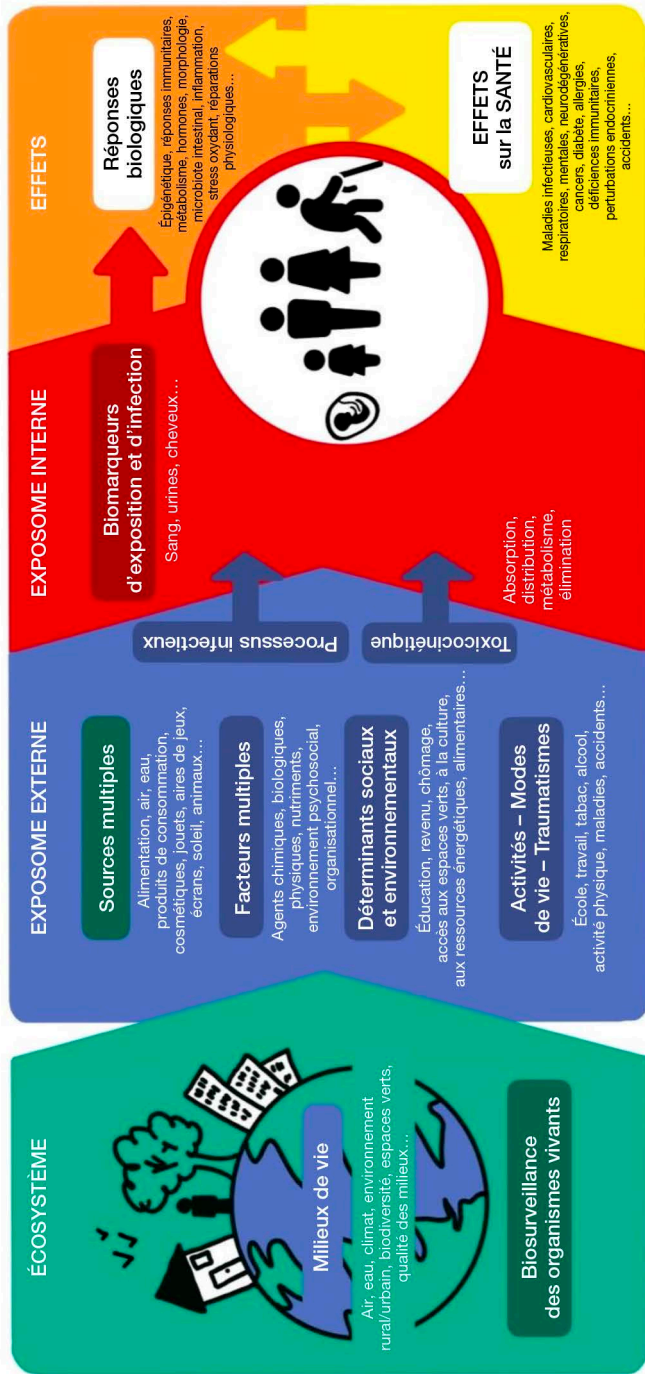 ÉCOSYSTÈME
Milieux de vie
Air, eau, climat, environnement
rural/urbain, biodiversité, espaces verts,
qualité des milieux…
Biosurveillance
des organismes vivants
EXPOSOME EXTERNE
Sources multiples
Alimentation, air, eau,
produits de consommation,
cosmétiques, jouets, aires de jeux,
écrans, soleil, animaux…
Facteurs multiples
Agents chimiques, biologiques,
physiques, nutriments,
environnement psychosocial,
organisationnel…
Déterminants sociaux
et environnementaux
Éducation, revenu, chômage,
accès aux espaces verts, à la culture,
aux ressources énergétiques, alimentaires…
Activités – Modes
de vie – Traumatismes
École, travail, tabac, alcool,
activité physique, maladies, accidents…
Processus infectieux
Toxicocinétique
EXPOSOME INTERNE
Biomarqueurs
d'exposition et d'infection
Sang, urines, cheveux…
Absorption,
distribution,
métabolisme,
élimination
EFFETS
Réponses
biologiques
Épigénétique, réponses immunitaires,
métabolisme, hormones, morphologie,
microbiote intestinal, inflammation,
stress oxydant, réparations
physiologiques…
EFFETS
sur la SANTÉ
Maladies infectieuses, cardiovasculaires,
respiratoires, mentales, neurodégénératives,
cancers, diabète, allergies,
déficiences immunitaires,
perturbations endocriniennes,
accidents…